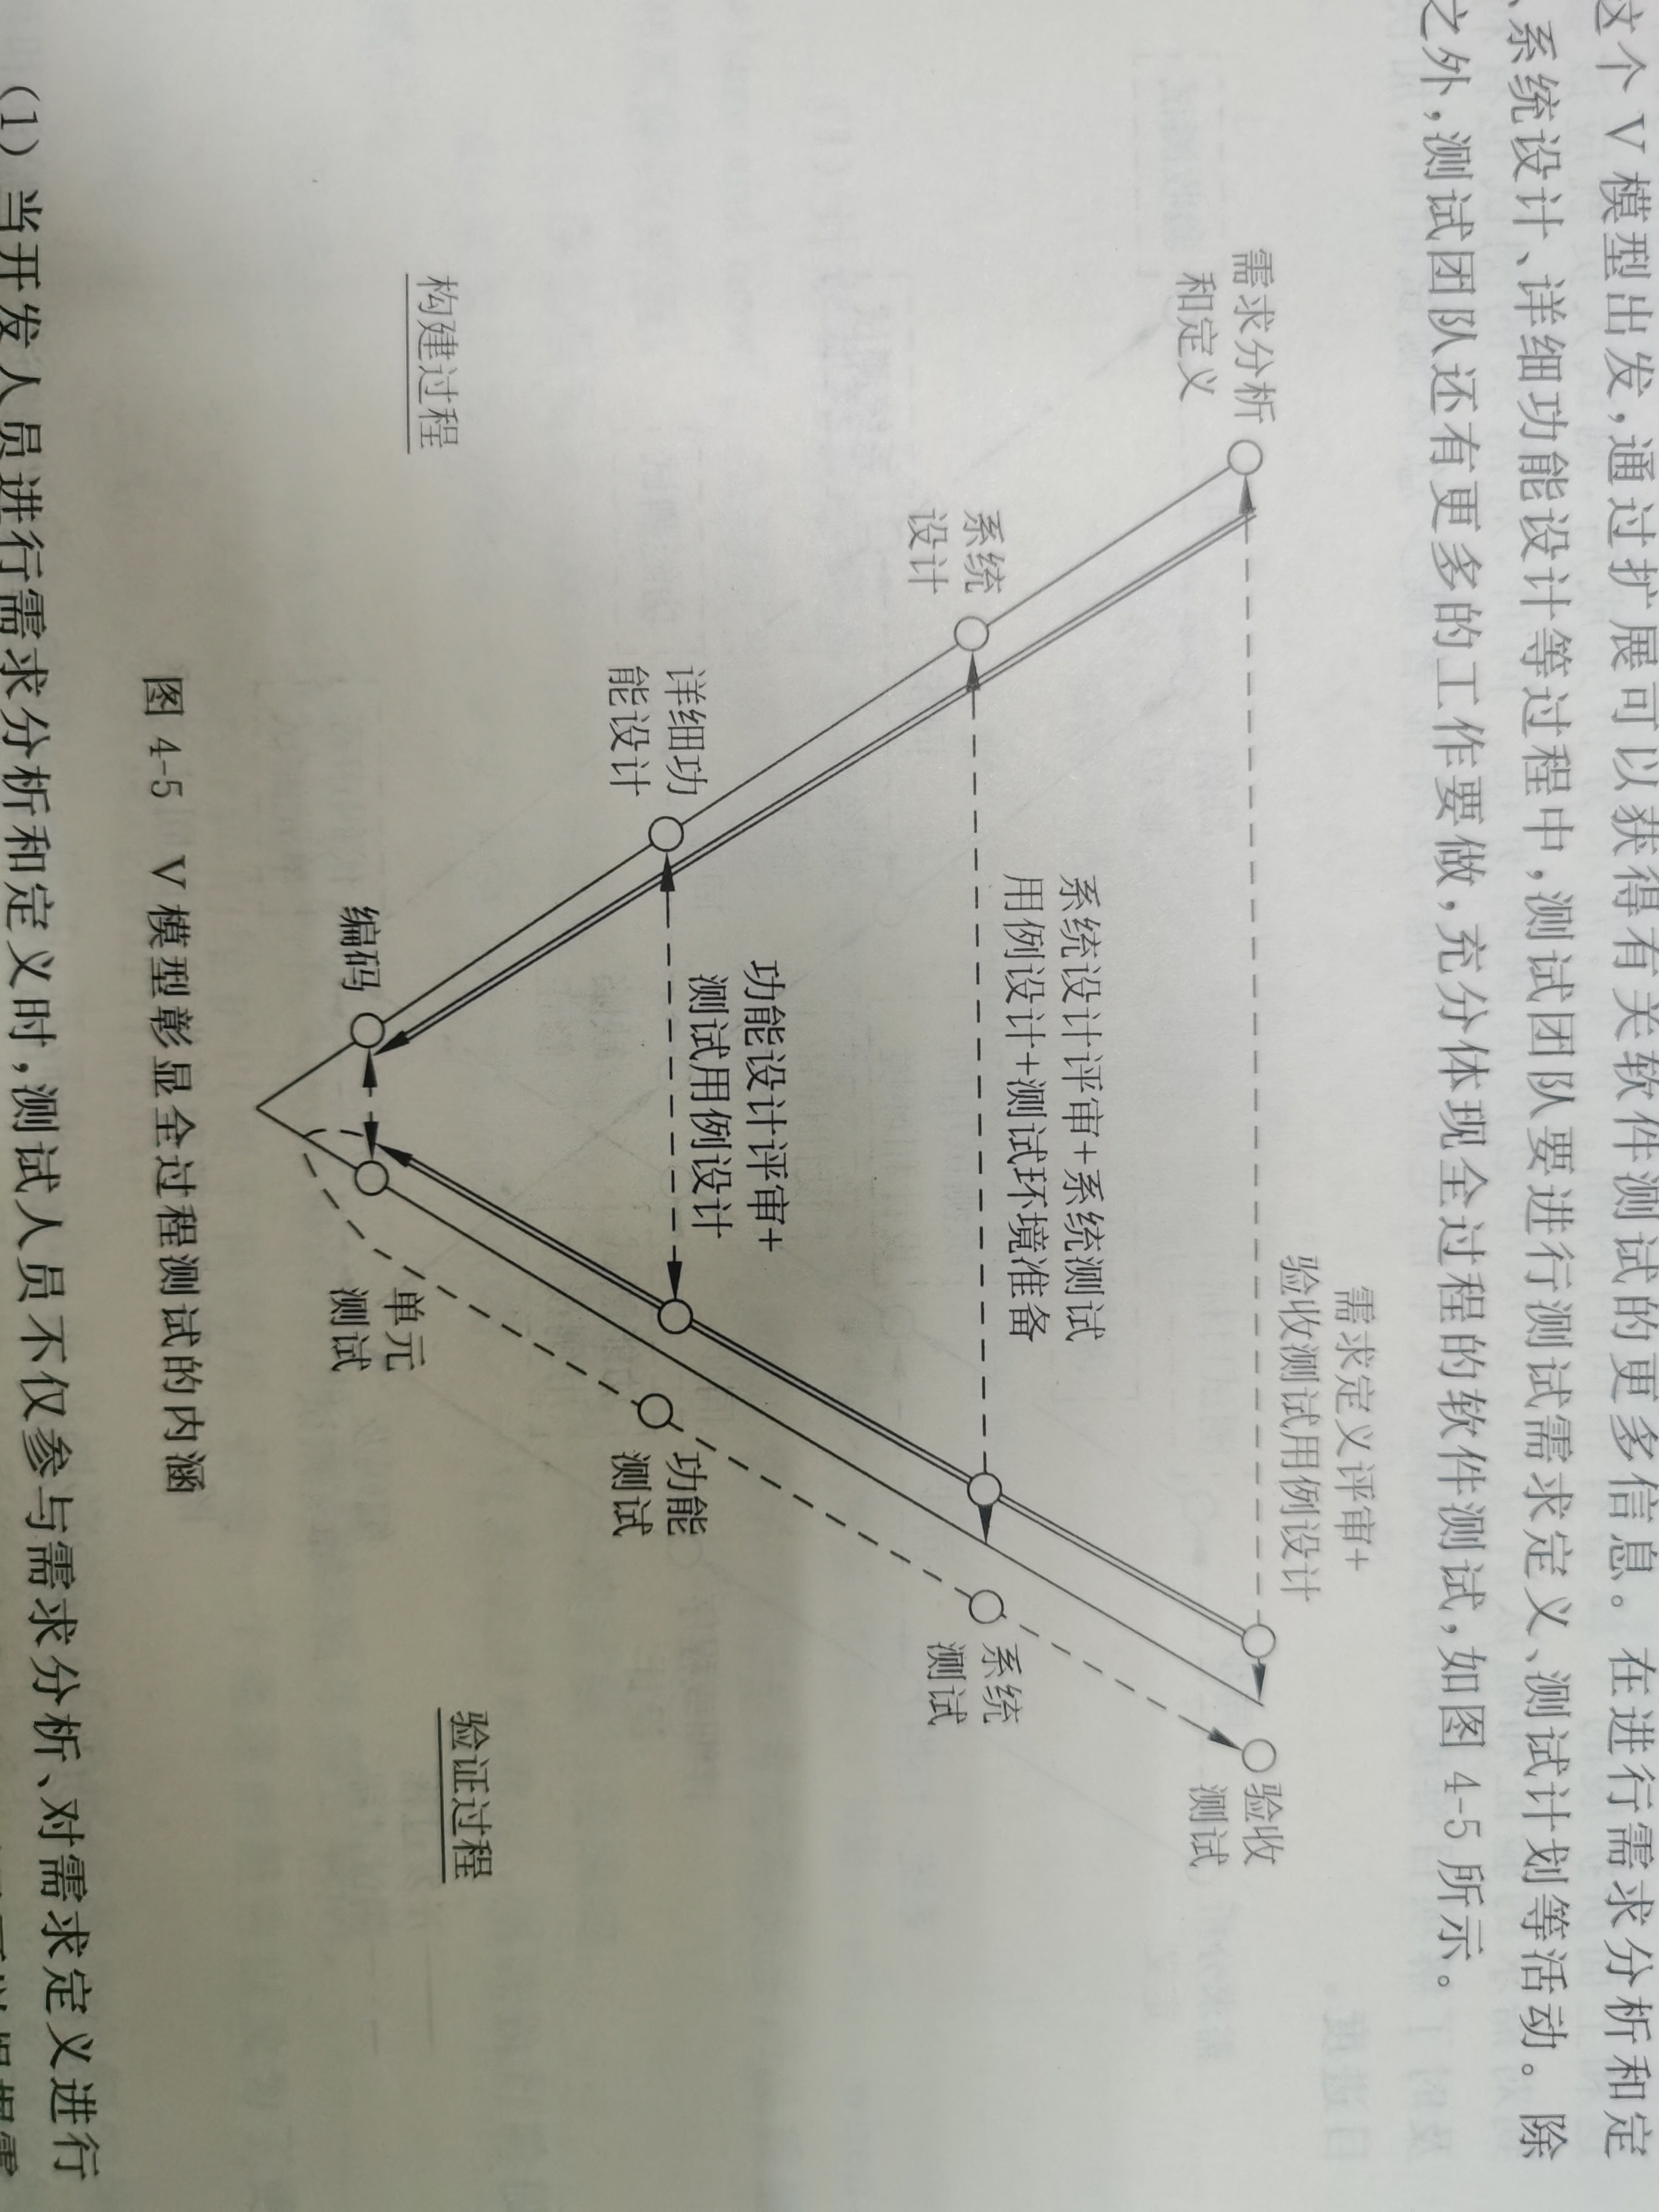 这个 V 模型出发,通过扩展可以获得有关软件测试的更多信息。在进行需求分析和定
、系统设计、详细功能设计等过程中,测试团队要进行测试需求定义、测试计划等活动。除
之外,测试团队还有更多的工作要做,充分体现全过程的软件测试,如图 4-5 所示。
需求定义评审+
验收测试用例设计
需求分析
和定义
验收
测试
系统设计评审+系统测试
用例设计+测试环境准备
系统
设计
系统
测试
功能设计评审+
测试用例设计
详细功
能设计
功能
测试
编码
单元
测试
构建过程
验证过程
图 4-5 V 模型彰显全过程测试的内涵
(1) 当开发人员进行需求分析和定义时,测试人员不仅参与需求分析、对需求定义进行